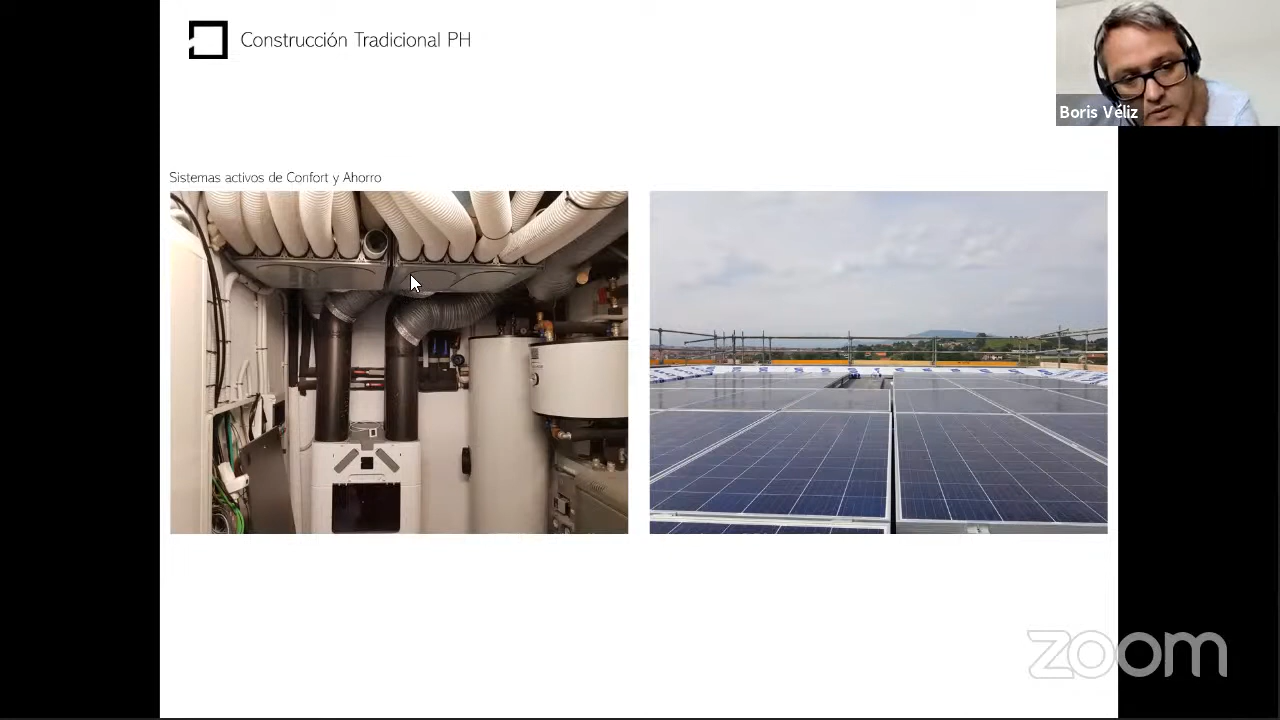 Construcción Tradicional PH
Boris Véliz
Sistemas activos de Confort y Ahorro
zoom